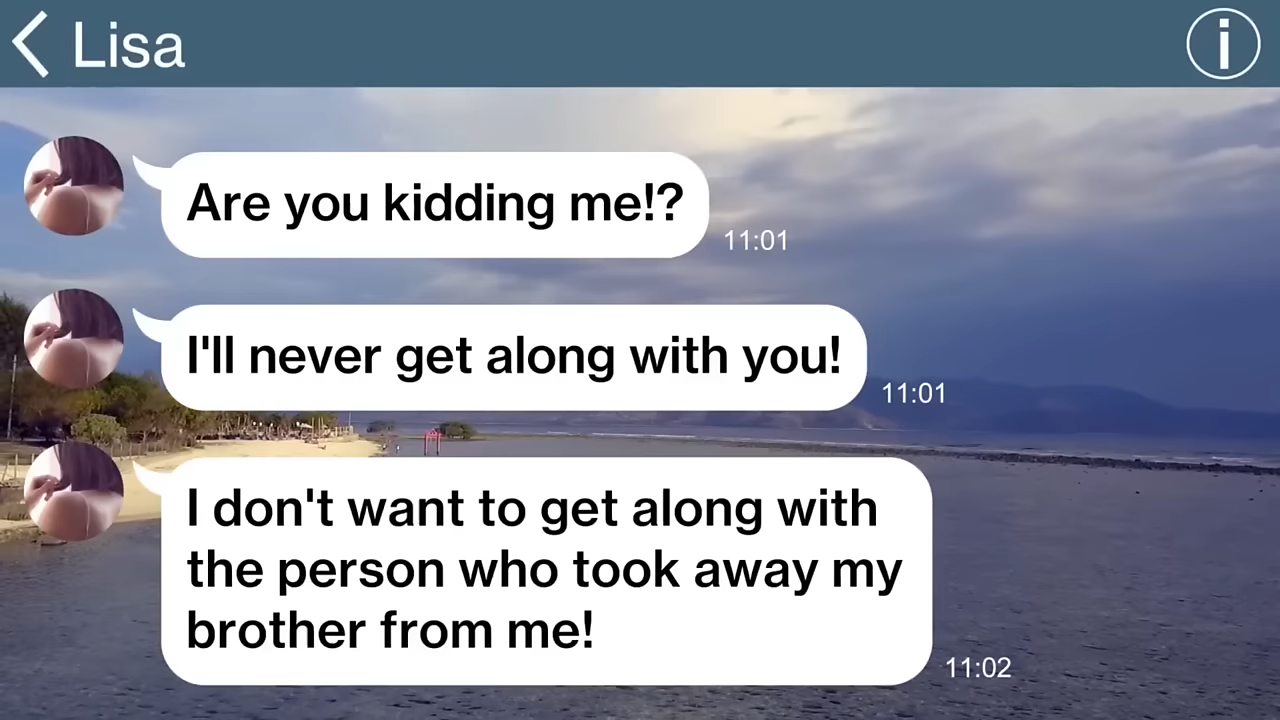 Lisa
Are you kidding me!?
11:01
I'll never get along with you!
11:01
I don't want to get along with
the person who took away my
brother from me!
11:02